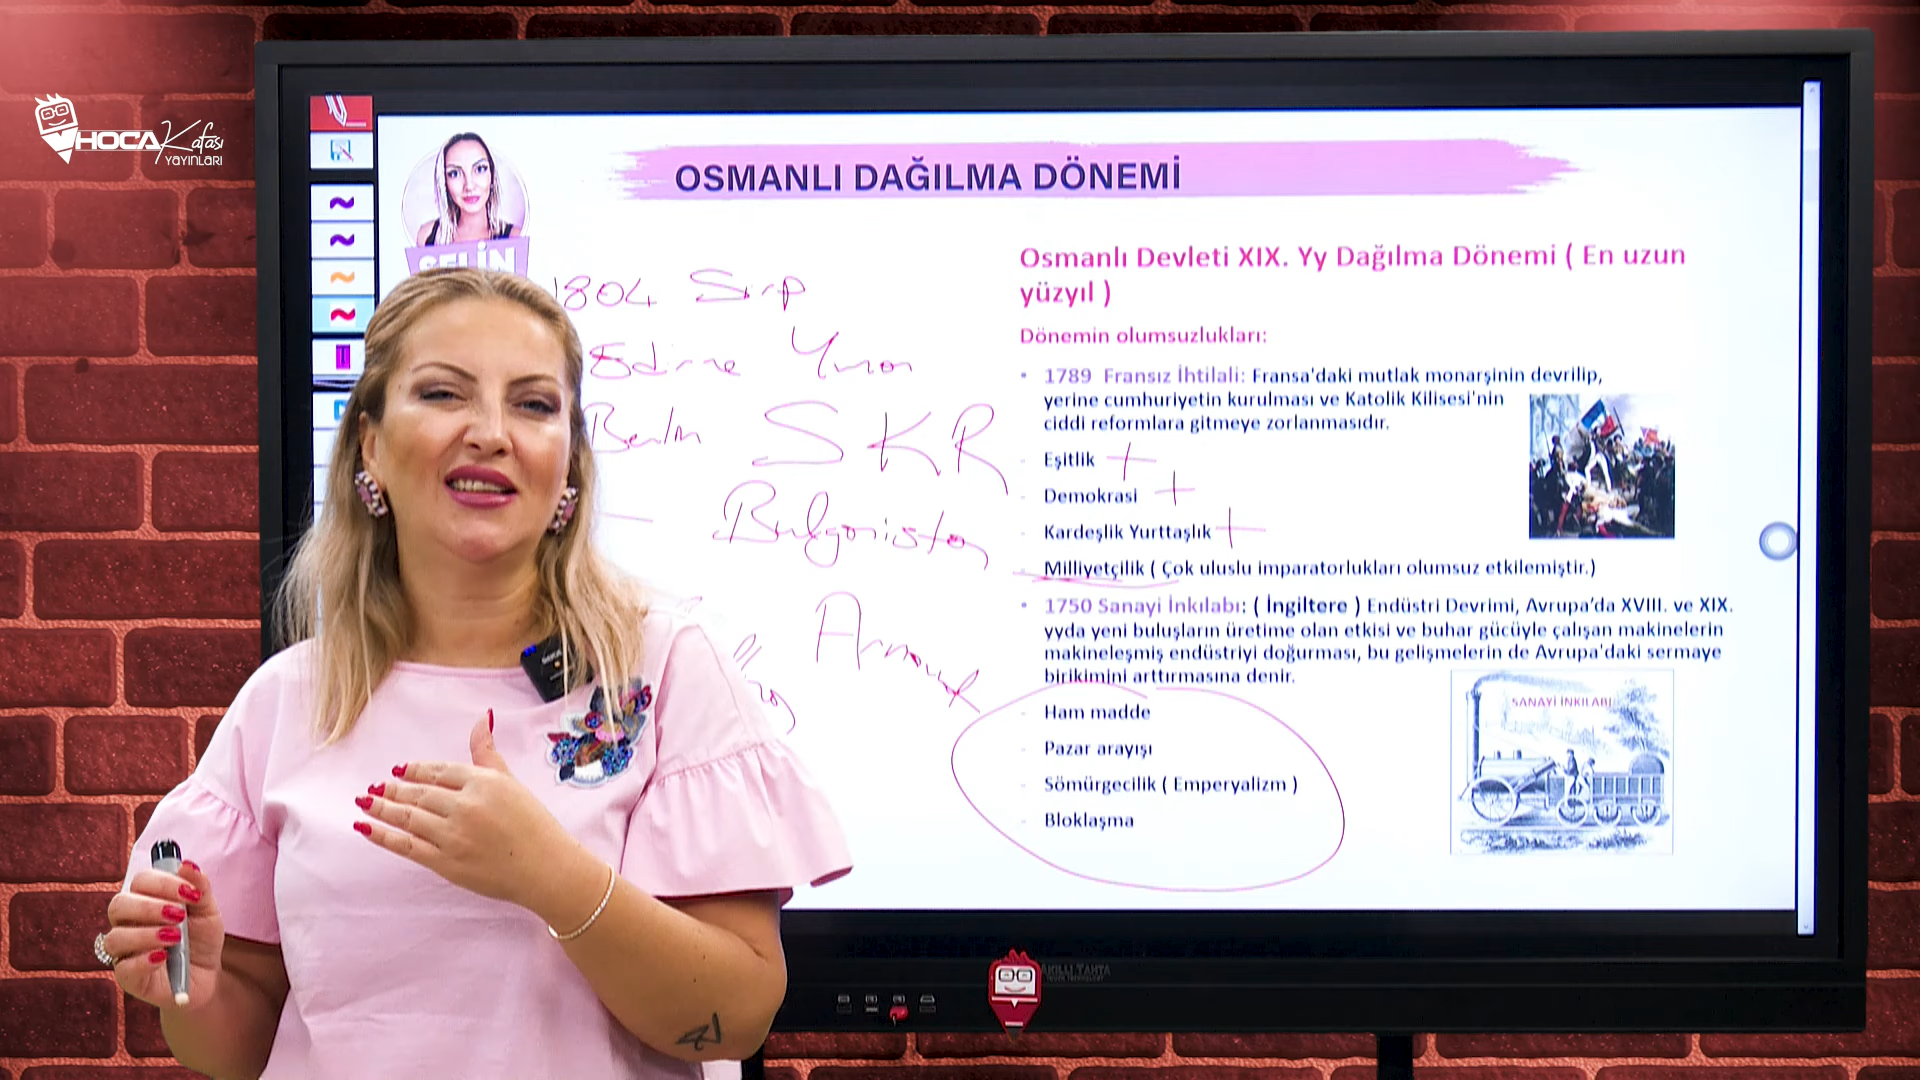 HOCA Kafası
YAYINLARI
OSMANLI DAĞILMA DÖNEMİ
SELİN
1804 Sırp
Edirne Yunan
Berlin SKR
Bulgaristan
Arnavut
Osmanlı Devleti XIX. Yy Dağılma Dönemi ( En uzun
yüzyıl )
Dönemin olumsuzlukları:
• 1789 Fransız İhtilali: Fransa'daki mutlak monarşinin devrilip,
yerine cumhuriyetin kurulması ve Katolik Kilisesi'nin
ciddi reformlara gitmeye zorlanmasıdır.
- Eşitlik +
- Demokrasi +
- Kardeşlik Yurttaşlık +
- Milliyetçilik ( Çok uluslu imparatorlukları olumsuz etkilemiştir.)
• 1750 Sanayi İnkılabı: ( İngiltere ) Endüstri Devrimi, Avrupa'da XVIII. ve XIX.
yyda yeni buluşların üretime olan etkisi ve buhar gücüyle çalışan makinelerin
makineleşmiş endüstriyi doğurması, bu gelişmelerin de Avrupa'daki sermaye
birikimini arttırmasına denir.
- Ham madde
- Pazar arayışı
- Sömürgecilik ( Emperyalizm )
- Bloklaşma
SANAYİ İNKILABI
AKILLI TAHTA